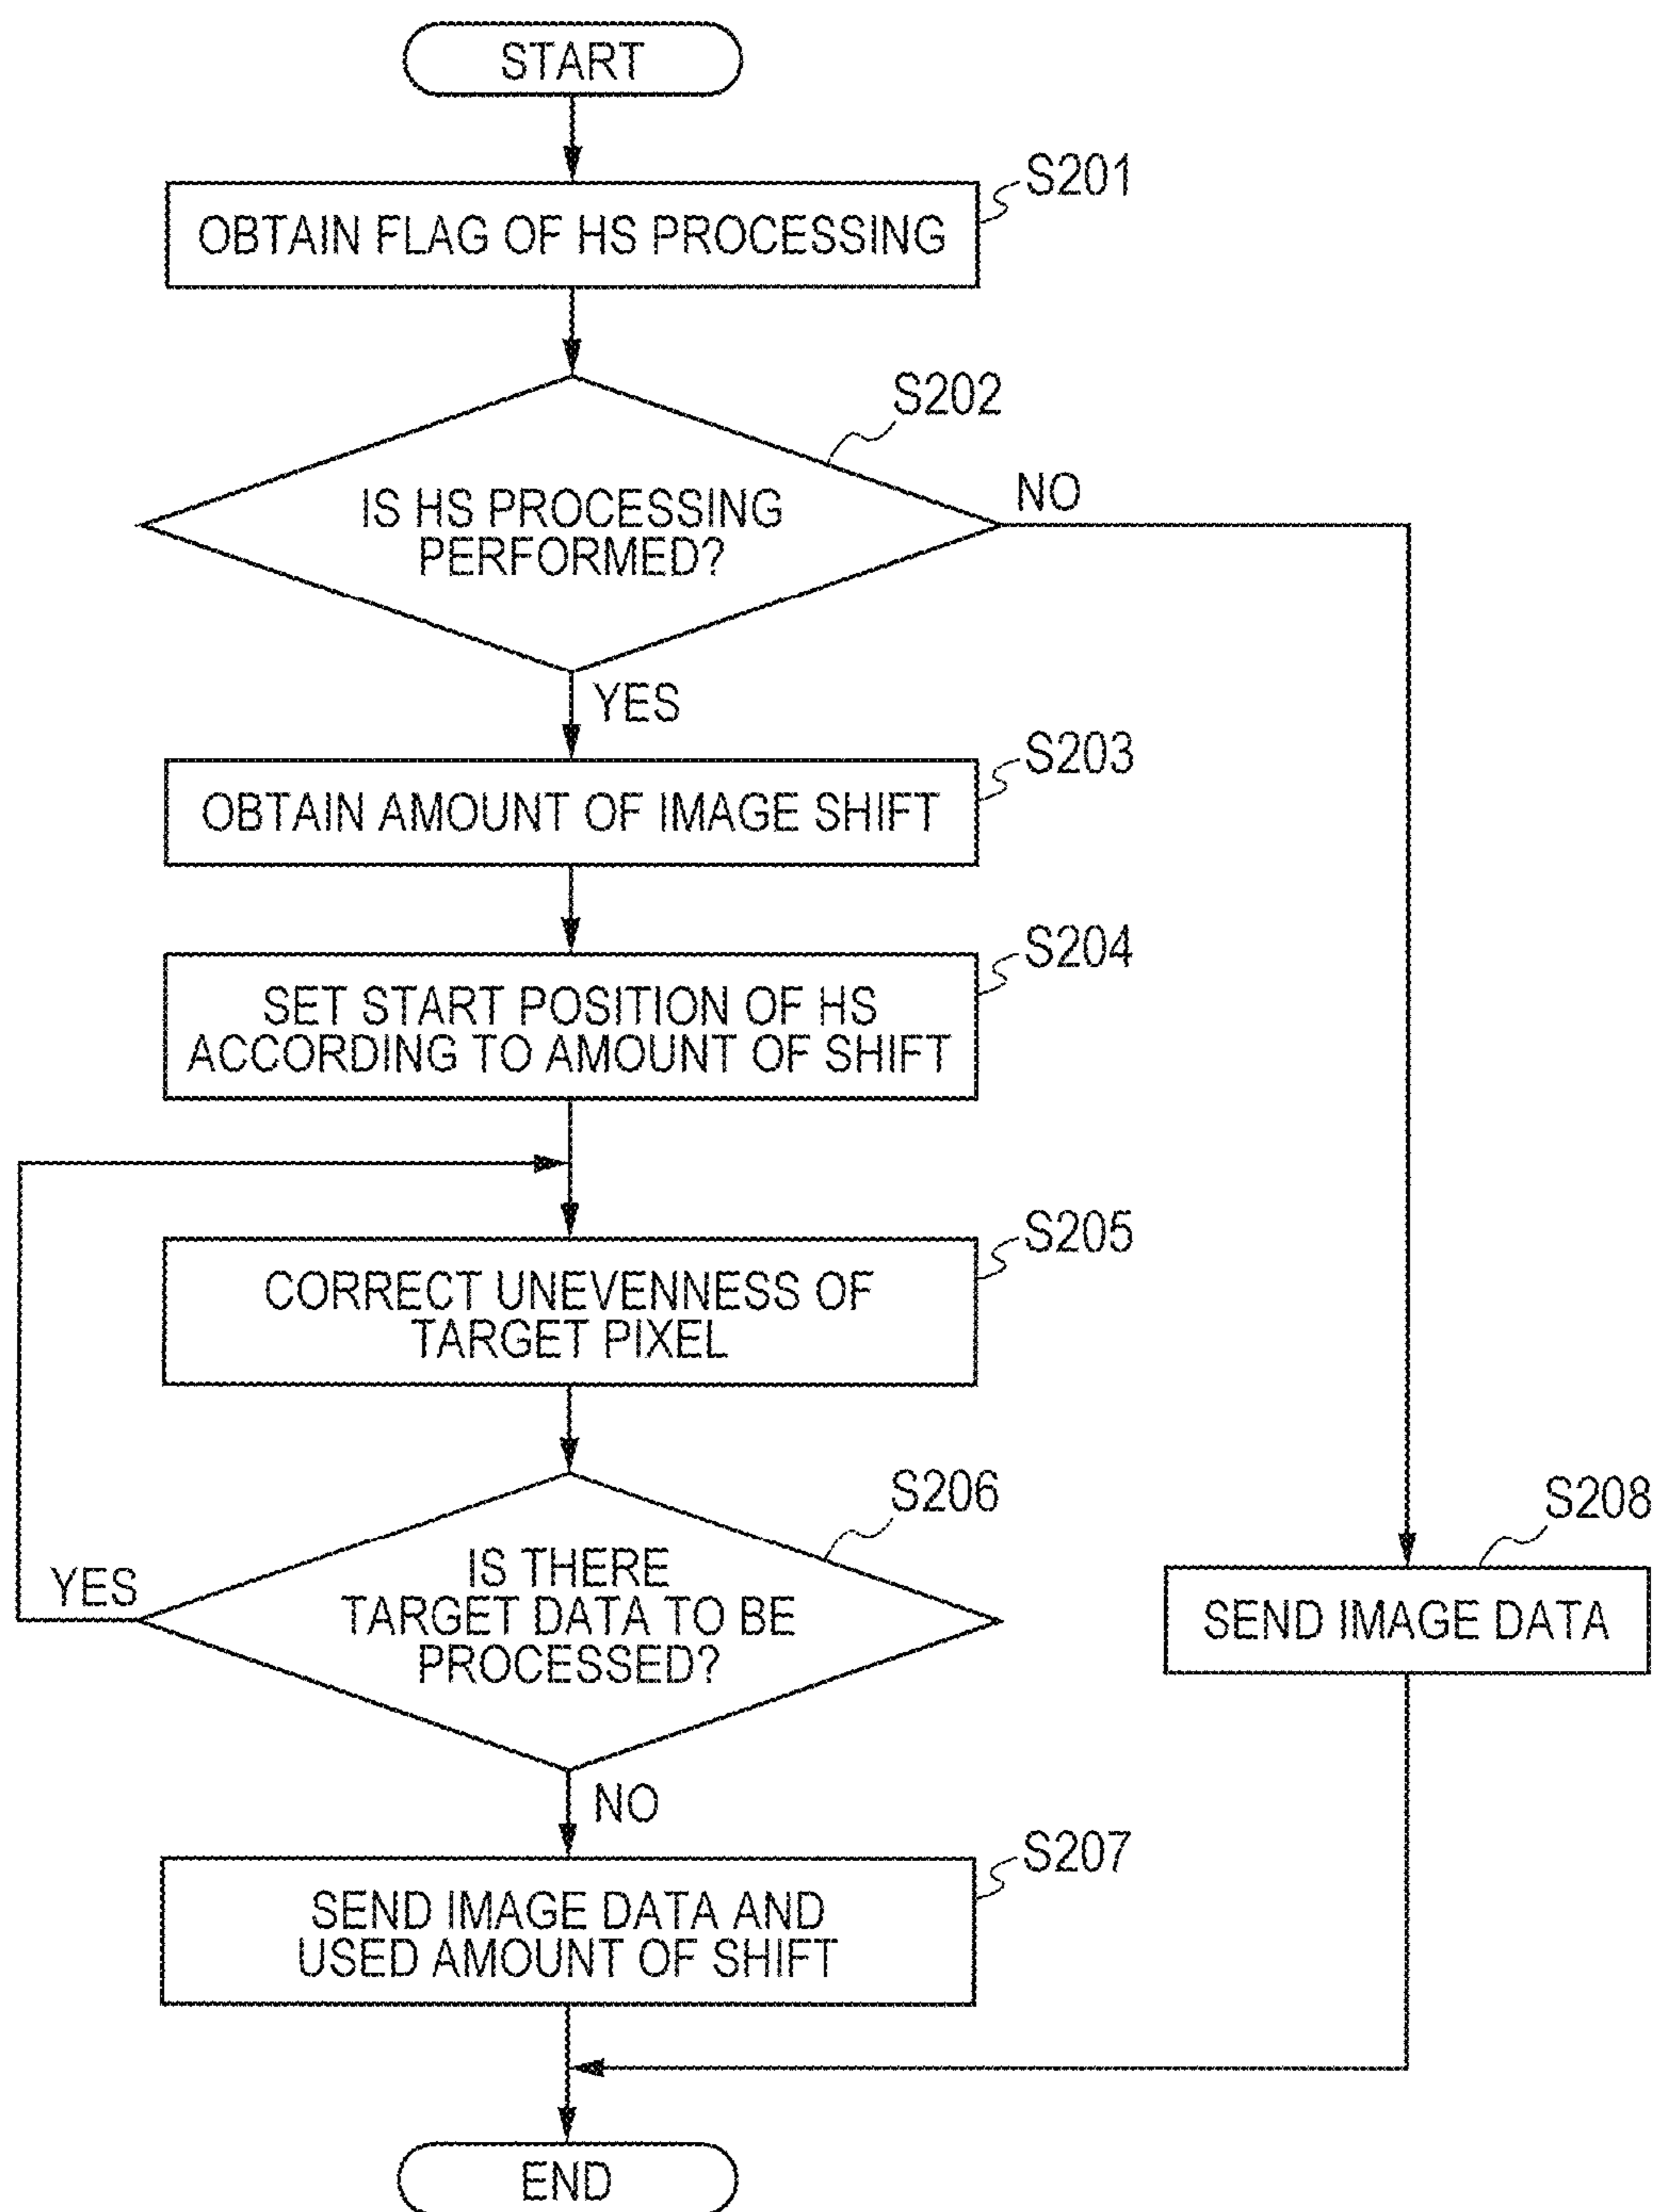 START
S201
OBTAIN FLAG OF HS PROCESSING
S202
IS HS PROCESSING
PERFORMED?
NO
YES
S203
OBTAIN AMOUNT OF IMAGE SHIFT
S204
SET START POSITION OF HS
ACCORDING TO AMOUNT OF SHIFT
S205
CORRECT UNEVENNESS OF
TARGET PIXEL
S206
IS THERE
TARGET DATA TO BE
PROCESSED?
YES
NO
S208
SEND IMAGE DATA
S207
SEND IMAGE DATA AND
USED AMOUNT OF SHIFT
END